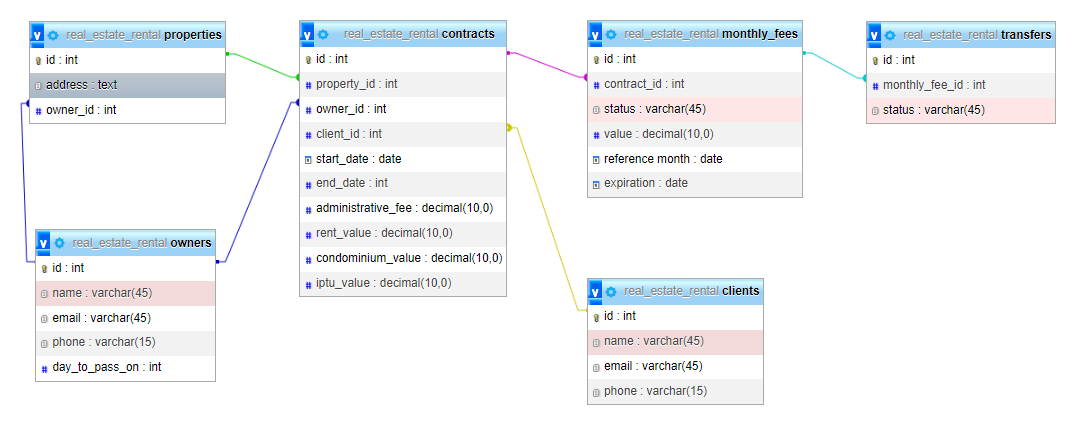 real_estate_rental properties
id : int
address : text
owner_id : int
real_estate_rental contracts
id : int
property_id : int
owner_id : int
client_id : int
start_date : date
end_date : int
administrative_fee : decimal(10,0)
rent_value : decimal(10,0)
condominium_value : decimal(10,0)
iptu_value : decimal(10,0)
real_estate_rental monthly_fees
id : int
contract_id : int
status : varchar(45)
value : decimal(10,0)
reference month : date
expiration : date
real_estate_rental transfers
id : int
monthly_fee_id : int
status : varchar(45)
real_estate_rental owners
id : int
name : varchar(45)
email : varchar(45)
phone : varchar(15)
day_to_pass_on : int
real_estate_rental clients
id : int
name : varchar(45)
email : varchar(45)
phone : varchar(15)